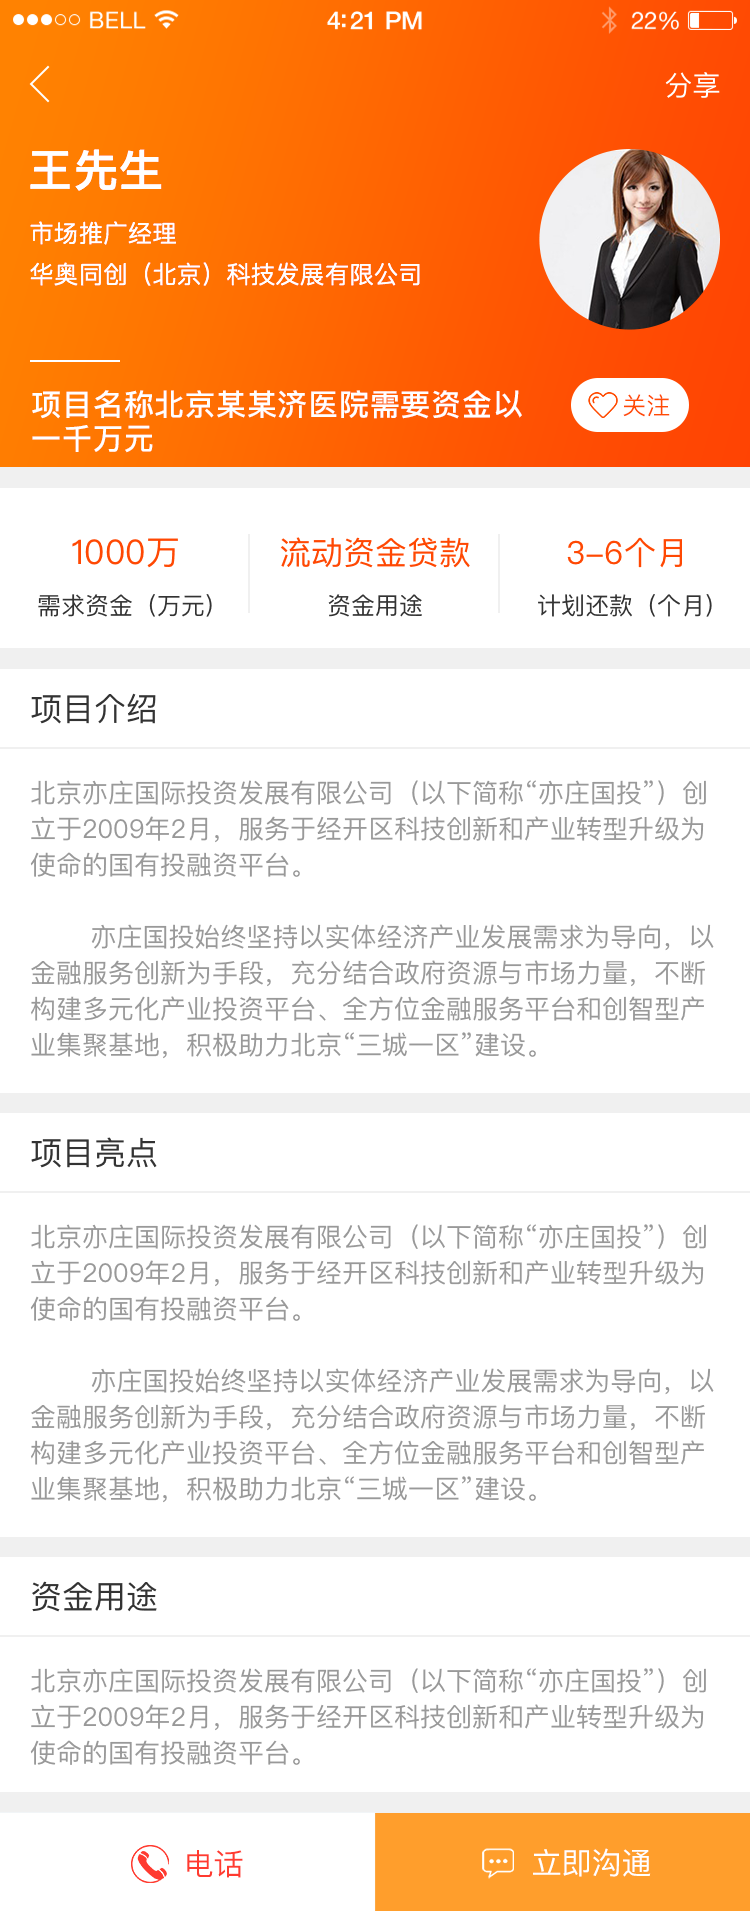 BELL 4:21 PM 22%
分享
王先生
市场推广经理
华奥同创（北京）科技发展有限公司
项目名称北京某某济医院需要资金以
一千万元
关注
1000万 流动资金贷款 3-6个月
需求资金（万元） 资金用途 计划还款（个月）
项目介绍
北京亦庄国际投资发展有限公司（以下简称“亦庄国投”）创
立于2009年2月，服务于经开区科技创新和产业转型升级为
使命的国有投融资平台。
亦庄国投始终坚持以实体经济产业发展需求为导向，以
金融服务创新为手段，充分结合政府资源与市场力量，不断
构建多元化产业投资平台、全方位金融服务平台和创智型产
业集聚基地，积极助力北京“三城一区”建设。
项目亮点
北京亦庄国际投资发展有限公司（以下简称“亦庄国投”）创
立于2009年2月，服务于经开区科技创新和产业转型升级为
使命的国有投融资平台。
亦庄国投始终坚持以实体经济产业发展需求为导向，以
金融服务创新为手段，充分结合政府资源与市场力量，不断
构建多元化产业投资平台、全方位金融服务平台和创智型产
业集聚基地，积极助力北京“三城一区”建设。
资金用途
北京亦庄国际投资发展有限公司（以下简称“亦庄国投”）创
立于2009年2月，服务于经开区科技创新和产业转型升级为
使命的国有投融资平台。
电话 立即沟通